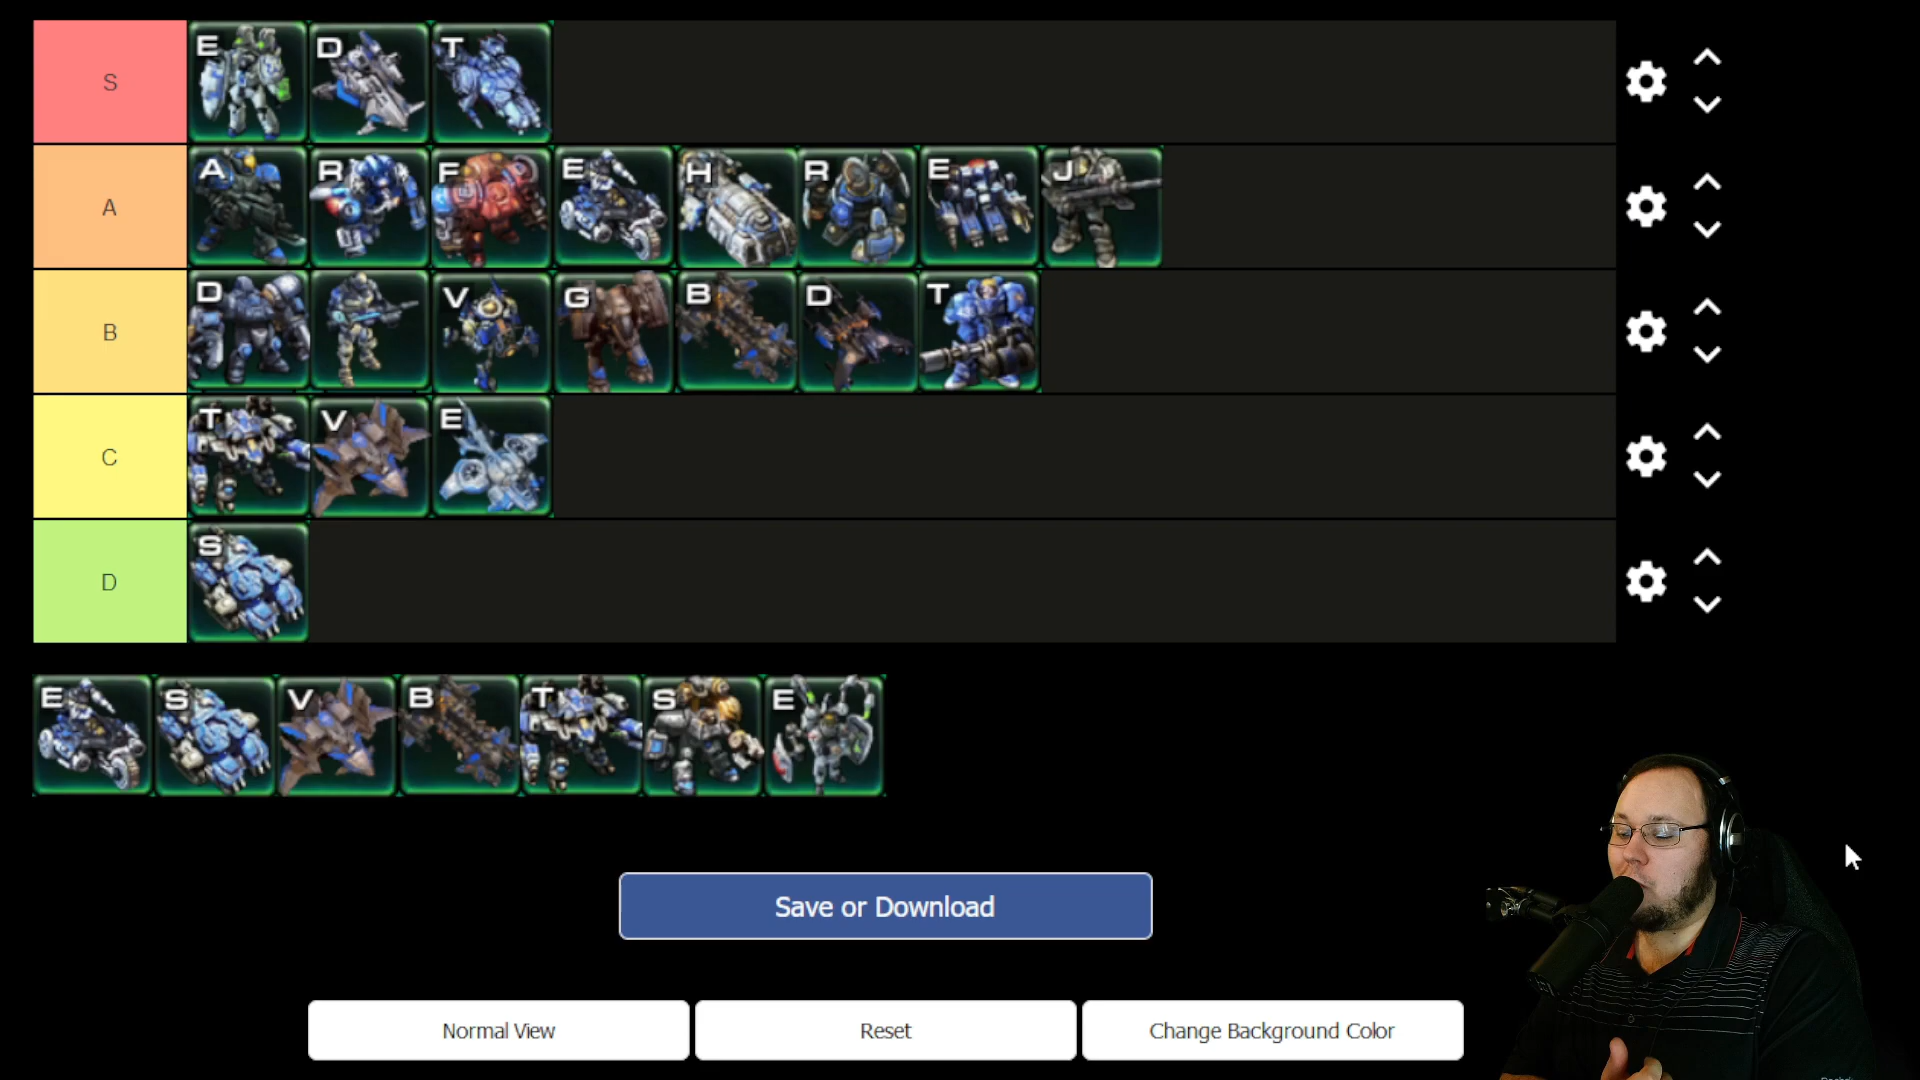 S E D T
A A R F E H R E J
B D V G B D T
C T V E
D S
E S V B T S E
Save or Download
Normal View Reset Change Background Color